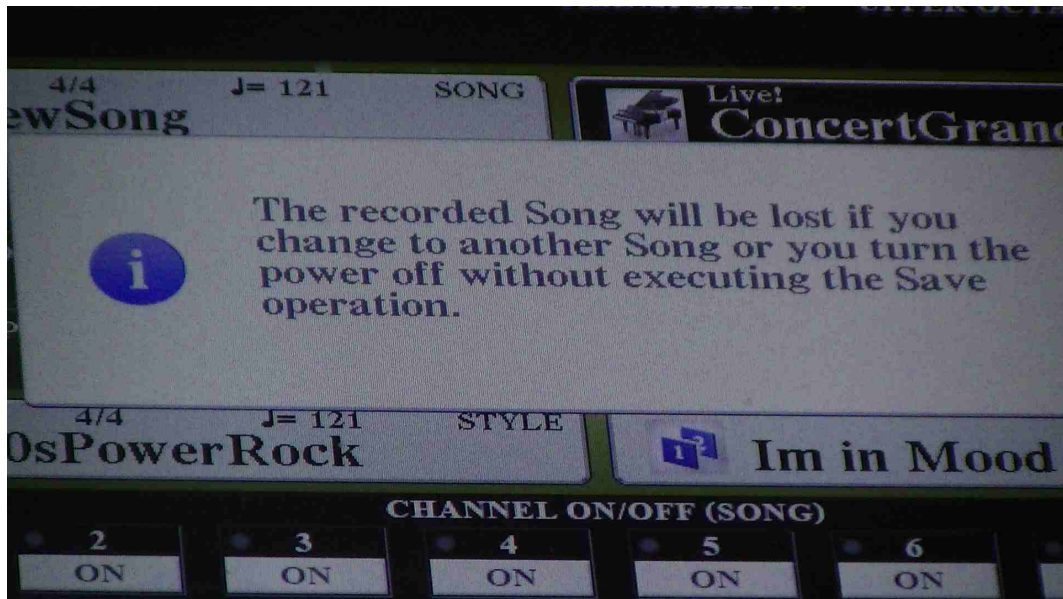 4/4 J= 121 SONG
ewSong
Live!
ConcertGrand
i
The recorded Song will be lost if you
change to another Song or you turn the
power off without executing the Save
operation.
4/4 J= 121 STYLE
0sPowerRock
1 2
Im in Mood
CHANNEL ON/OFF (SONG)
2 3 4 5 6
ON ON ON ON ON